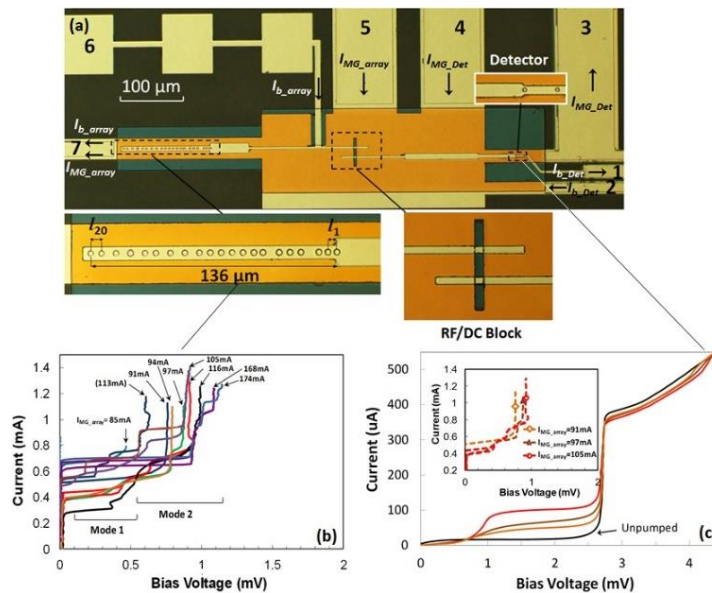 (a)
6
5
4
3
I_MG_array
I_MG_Det
Detector
100 μm
I_b_array
I_MG_Det
I_b_array
7
I_MG_array
I_b_Det
1
I_b_Det
2
l20
l1
136 μm
RF/DC Block
Current (mA)
1.4
1.2
1.0
0.8
0.6
0.4
0.2
0
105mA
94mA
116mA
97mA
91mA
168mA
(113mA)
174mA
I_MG_array= 85mA
Mode 1
Mode 2
(b)
0
0.5
1
1.5
2
Bias Voltage (mV)
Current (uA)
500
400
300
200
100
0
Current(mA)
1.4
1.2
1.0
0.8
0.6
0.4
0.2
I_MG_array=91mA
I_MG_array=97mA
I_MG_array=105mA
0
1
2
Bias Voltage (mV)
Unpumped
(c)
0
1
2
3
4
Bias Voltage (mV)